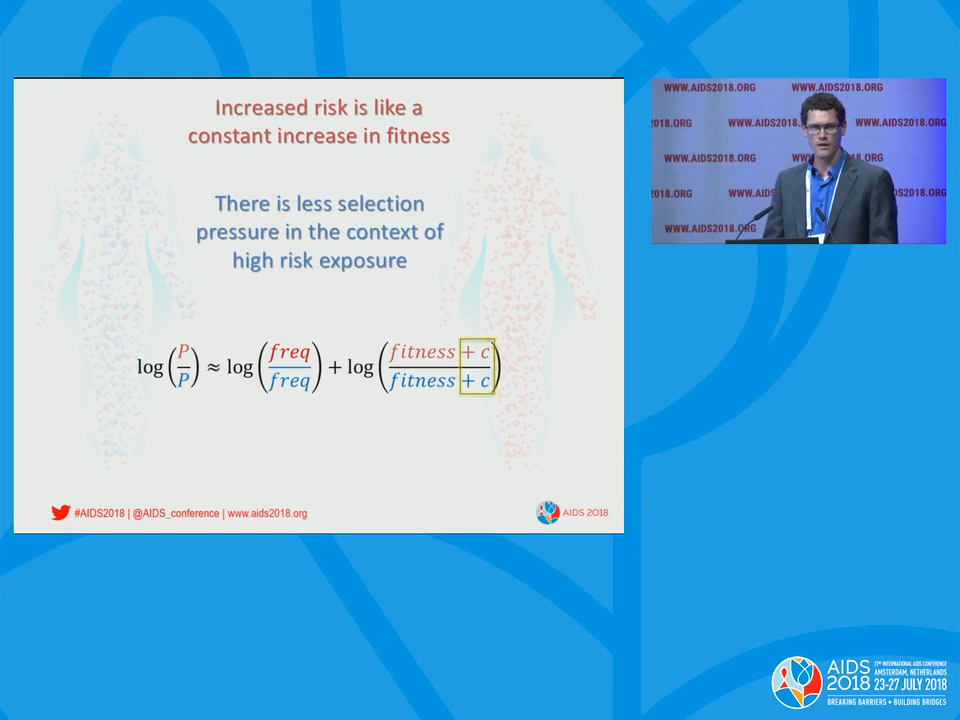 Increased risk is like a
constant increase in fitness
There is less selection
pressure in the context of
high risk exposure
log(P/P) ≈ log(freq/freq) + log(fitness + c/fitness + c)
#AIDS2018 | @AIDS_conference | www.aids2018.org
AIDS 2018
WWW.AIDS2018.ORG WWW.AIDS2018.ORG
2018.ORG WWW.AIDS2018. WWW.AIDS2018.ORG
WWW.AIDS2018.ORG WWW 8.ORG
2018.ORG WWW.AIDS DS2018.ORG
WWW.AIDS2018.ORG
AIDS 2018
22ND INTERNATIONAL AIDS CONFERENCE
AMSTERDAM, NETHERLANDS
23-27 JULY 2018
BREAKING BARRIERS • BUILDING BRIDGES